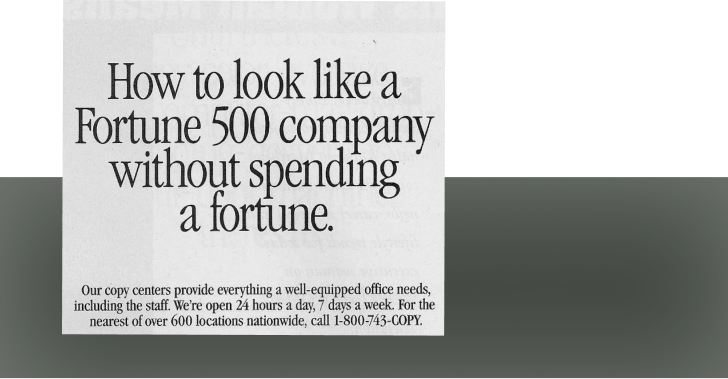 How to look like a
Fortune 500 company
without spending
a fortune.
Our copy centers provide everything a well-equipped office needs,
including the staff. We're open 24 hours a day, 7 days a week. For the
nearest of over 600 locations nationwide, call 1-800-743-COPY.